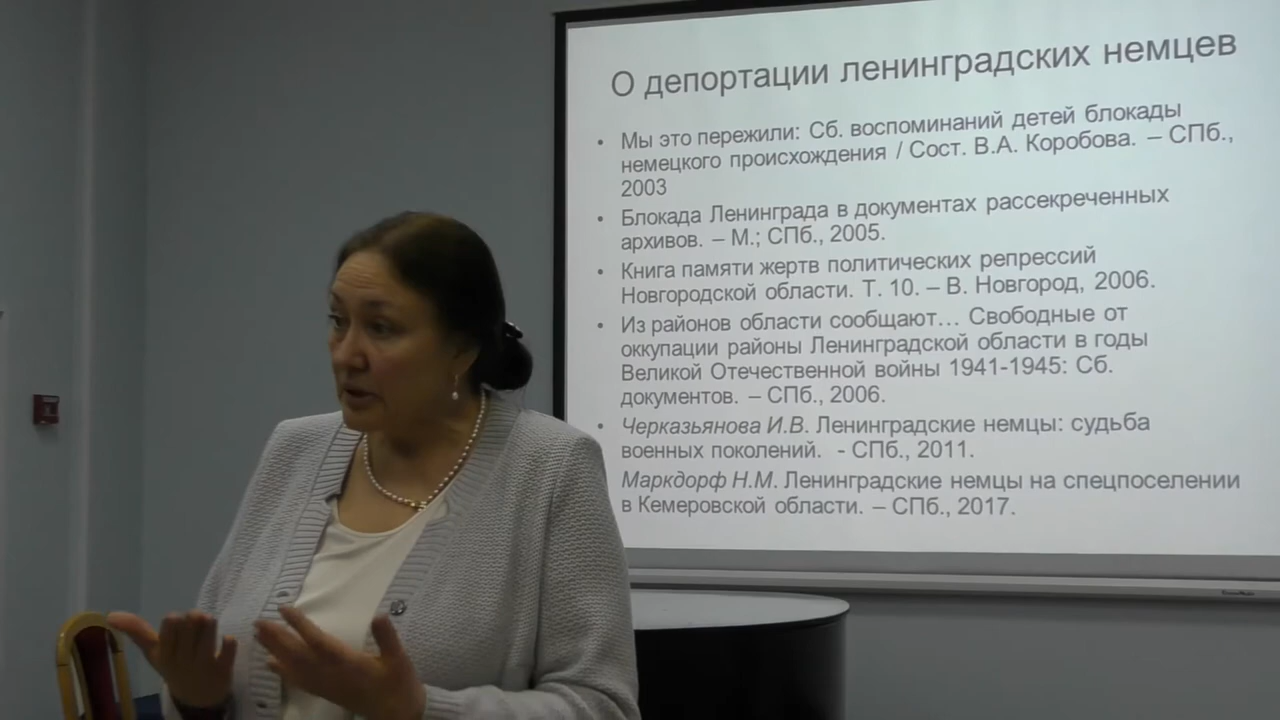 О депортации ленинградских немцев
• Мы это пережили: Сб. воспоминаний детей блокады
немецкого происхождения / Сост. В.А. Коробова. – СПб.,
2003
• Блокада Ленинграда в документах рассекреченных
архивов. – М.; СПб., 2005.
• Книга памяти жертв политических репрессий
Новгородской области. Т. 10. – В. Новгород, 2006.
• Из районов области сообщают… Свободные от
оккупации районы Ленинградской области в годы
Великой Отечественной войны 1941-1945: Сб.
документов. – СПб., 2006.
• Черказьянова И.В. Ленинградские немцы: судьба
военных поколений. - СПб., 2011.
Маркдорф Н.М. Ленинградские немцы на спецпоселении
в Кемеровской области. – СПб., 2017.